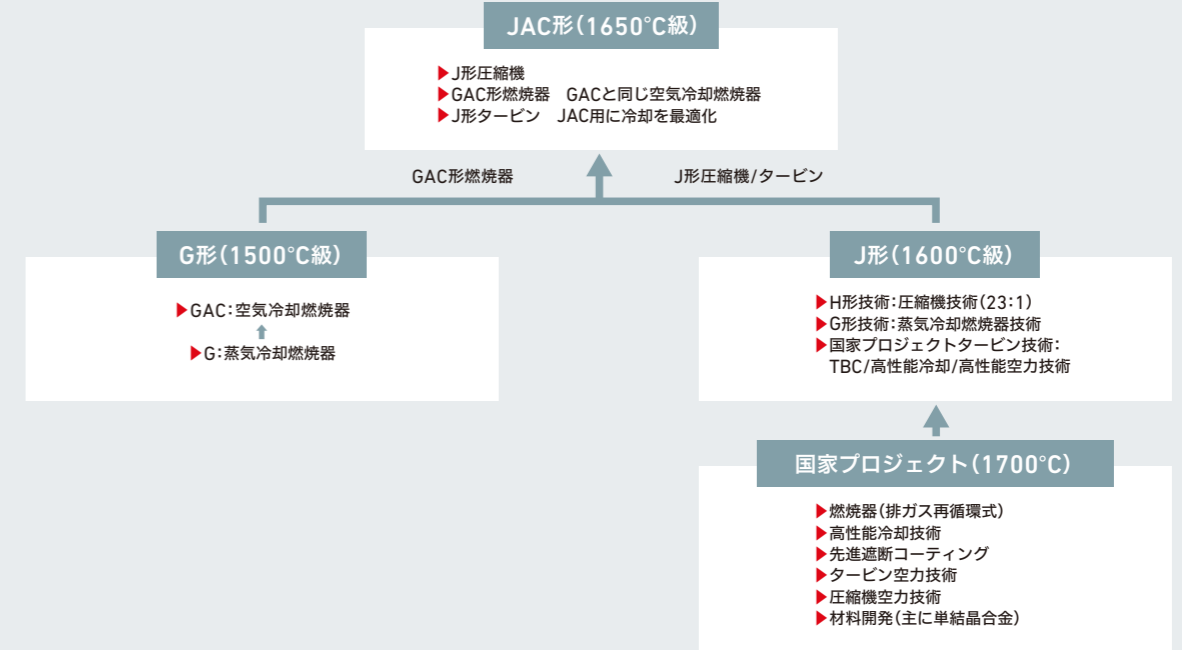 JAC形（1650°C級）
▶J形圧縮機
▶GAC形燃焼器　GACと同じ空気冷却燃焼器
▶J形タービン　JAC用に冷却を最適化
GAC形燃焼器
J形圧縮機/タービン
G形（1500°C級）
▶GAC：空気冷却燃焼器
▶G：蒸気冷却燃焼器
J形（1600°C級）
▶H形技術：圧縮機技術（23：1）
▶G形技術：蒸気冷却燃焼器技術
▶国家プロジェクトタービン技術：
TBC/高性能冷却/高性能空力技術
国家プロジェクト（1700°C）
▶燃焼器（排ガス再循環式）
▶高性能冷却技術
▶先進遮断コーティング
▶タービン空力技術
▶圧縮機空力技術
▶材料開発（主に単結晶合金）